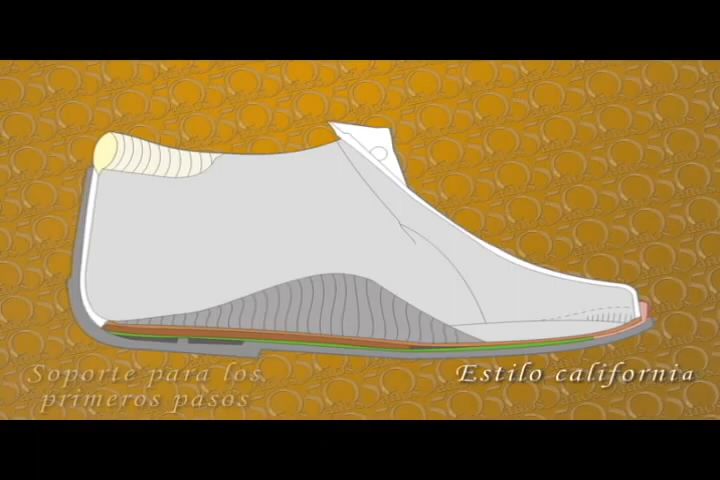 Soporte para los
primeros pasos
Estilo california